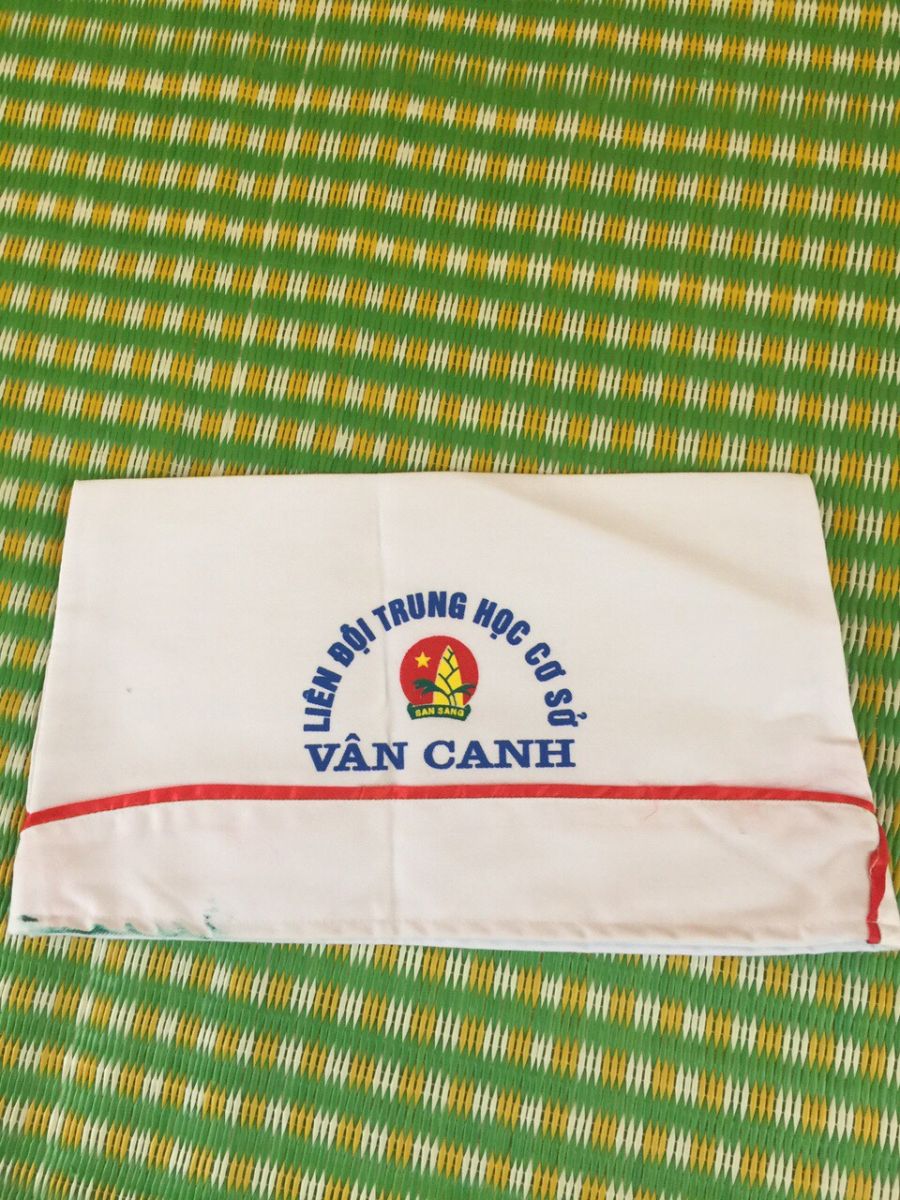 LIÊN ĐỘI TRUNG HỌC CƠ SỞ
SẴN SÀNG
VÂN CANH